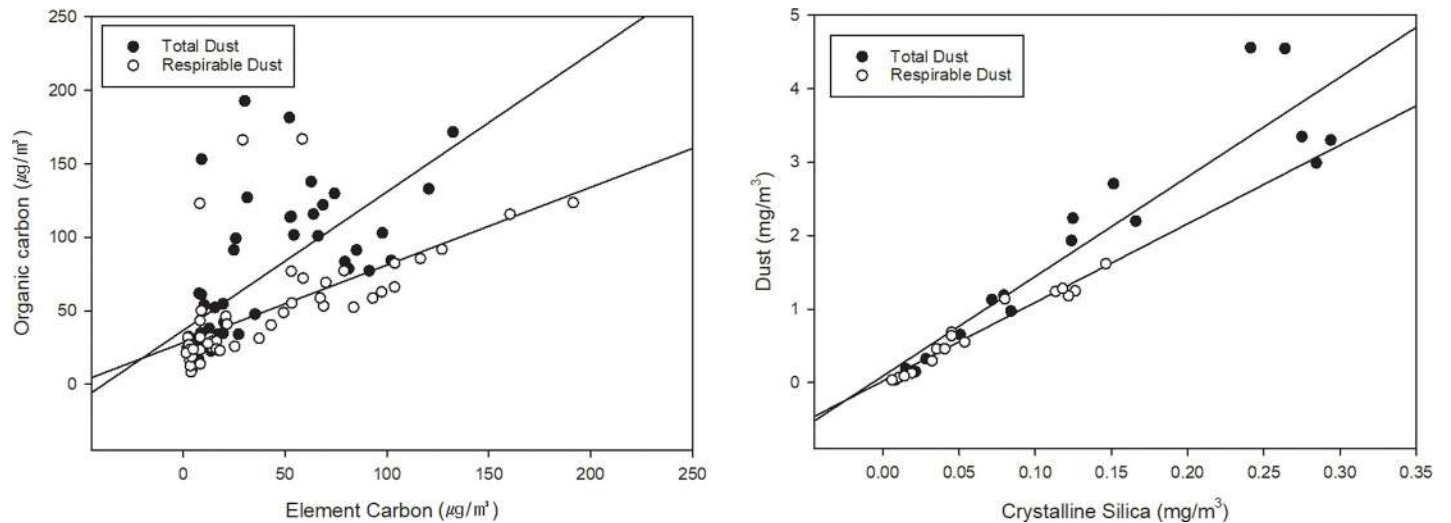 250
200
150
100
50
0
Organic carbon (μg/m³)
Total Dust
Respirable Dust
0 50 100 150 200 250
Element Carbon (μg/m³)
5
4
3
2
1
0
Dust (mg/m³)
Total Dust
Respirable Dust
0.00 0.05 0.10 0.15 0.20 0.25 0.30 0.35
Crystalline Silica (mg/m³)